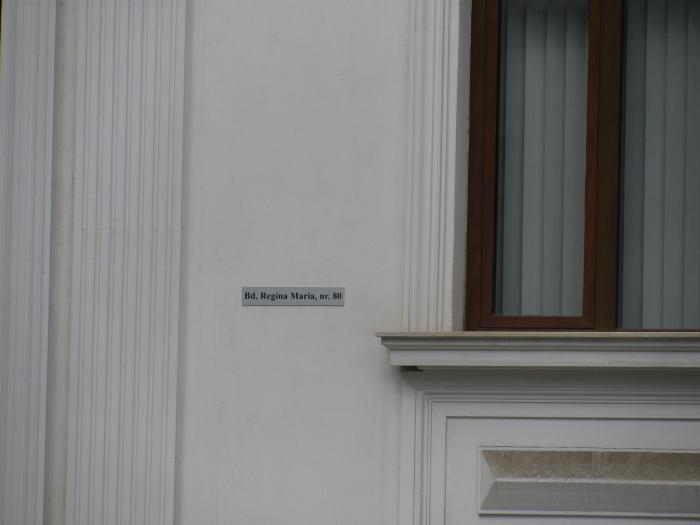 Bd. Regina Maria, nr. 80